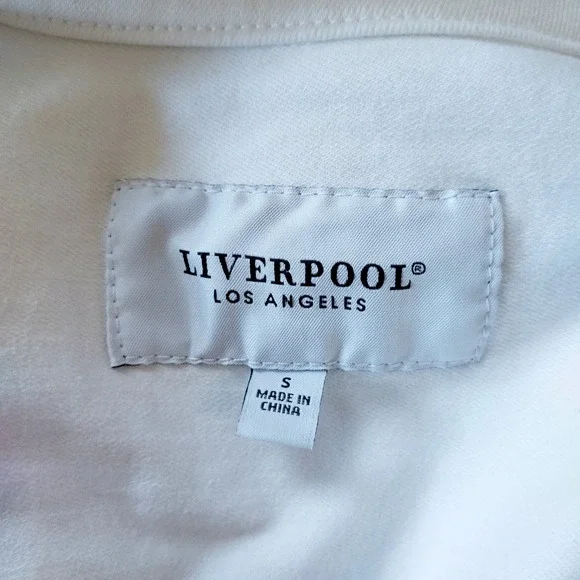 LIVERPOOL®
LOS ANGELES
S
MADE IN
CHINA